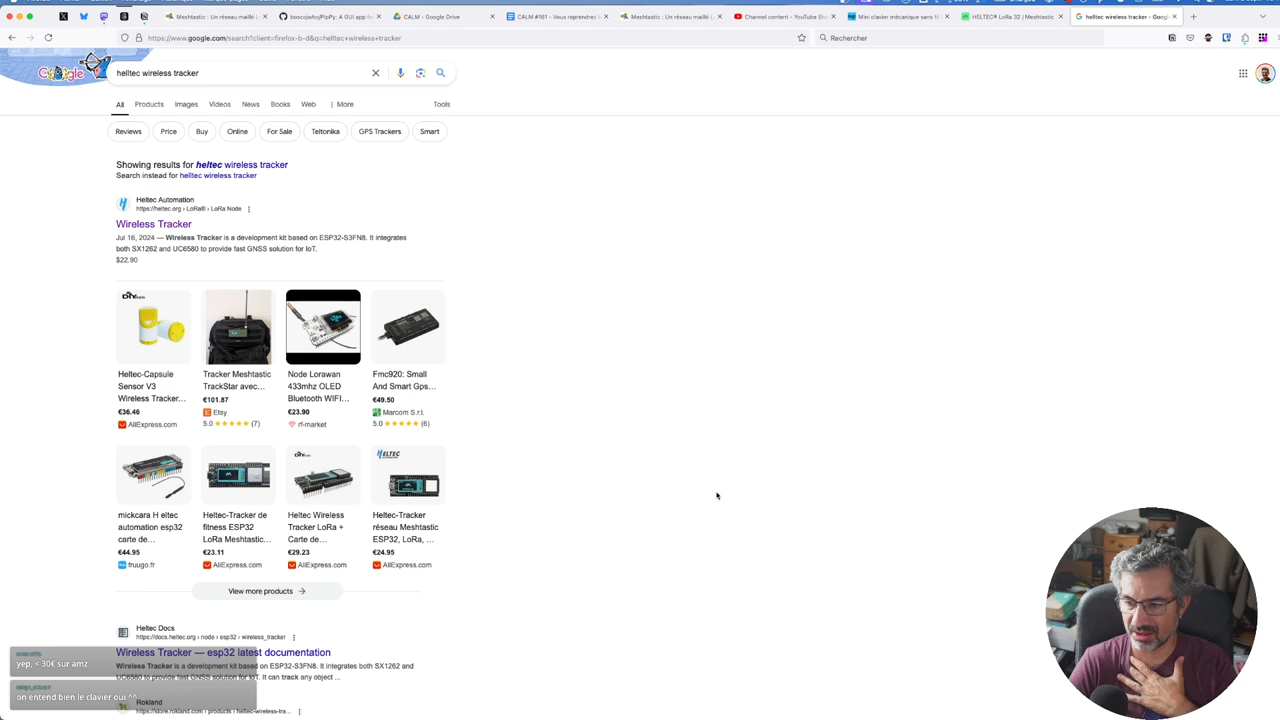 Meshtastic : Un réseau maillé L
boscojwho/PipPy: A GUI app f
CALM - Google Drive
CALM #161 - Vous reprendrez
Meshtastic : Un réseau maillé L
Channel content - YouTube St
Mini clavier mécanique sans fi
HELTEC® LoRa 32 | Meshtastic
helltec wireless tracker - Goog
https://www.google.com/search?client=firefox-b-d&q=helltec+wireless+tracker
Rechercher
Google
helltec wireless tracker
All Products Images Videos News Books Web More Tools
Reviews Price Buy Online For Sale Teltonika GPS Trackers Smart
Showing results for heltec wireless tracker
Search instead for helltec wireless tracker
Heltec Automation
https://heltec.org › LoRa® › LoRa Node
Wireless Tracker
Jul 16, 2024 — Wireless Tracker is a development kit based on ESP32-S3FN8. It integrates
both SX1262 and UC6580 to provide fast GNSS solution for IoT.
$22.90
Heltec-Capsule
Sensor V3
Wireless Tracker...
€36.46
AliExpress.com
Tracker Meshtastic
TrackStar avec...
€101.87
Etsy
5.0 (7)
Node Lorawan
433mhz OLED
Bluetooth WIFI...
€23.90
rf-market
Fmc920: Small
And Smart Gps...
€49.50
Marcom S.r.l.
5.0 (6)
HELTEC
mickcara H eltec
automation esp32
carte de...
€44.95
fruugo.fr
Heltec-Tracker de
fitness ESP32
LoRa Meshtastic...
€23.11
AliExpress.com
Heltec Wireless
Tracker LoRa +
Carte de...
€29.23
AliExpress.com
Heltec-Tracker
réseau Meshtastic
ESP32, LoRa, ...
€24.95
AliExpress.com
View more products
Heltec Docs
https://docs.heltec.org › node › esp32 › wireless_tracker
Wireless Tracker — esp32 latest documentation
Wireless Tracker is a development kit based on ESP32-S3FN8. It integrates both SX1262 and
UC6580 to provide fast GNSS solution for IoT. It can track any object ...
Rokland
https://store.rokland.com › products › heltec-wireless-tra...
yep, < 30€ sur amz
on entend bien le clavier oui ^^